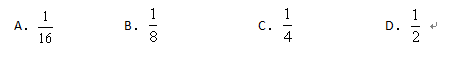 A. 1/16 B. 1/8 C. 1/4 D. 1/2 ↵